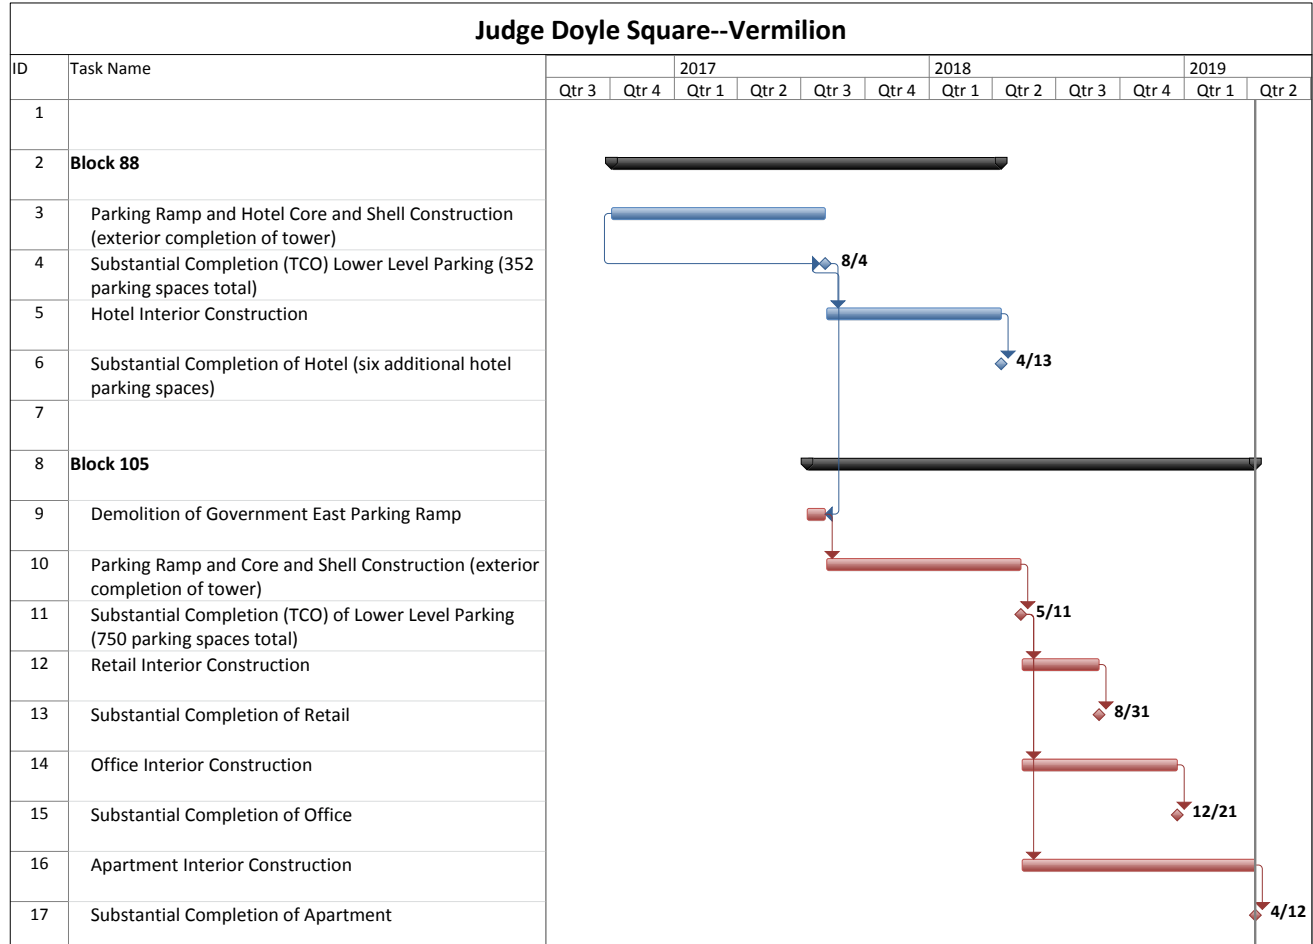 Judge Doyle Square--Vermilion
ID Task Name 2017 2018 2019
Qtr 3 Qtr 4 Qtr 1 Qtr 2 Qtr 3 Qtr 4 Qtr 1 Qtr 2 Qtr 3 Qtr 4 Qtr 1 Qtr 2
1
2 Block 88
3 Parking Ramp and Hotel Core and Shell Construction
(exterior completion of tower)
4 Substantial Completion (TCO) Lower Level Parking (352 8/4
parking spaces total)
5 Hotel Interior Construction
6 Substantial Completion of Hotel (six additional hotel 4/13
parking spaces)
7
8 Block 105
9 Demolition of Government East Parking Ramp
10 Parking Ramp and Core and Shell Construction (exterior
completion of tower)
11 Substantial Completion (TCO) of Lower Level Parking 5/11
(750 parking spaces total)
12 Retail Interior Construction
13 Substantial Completion of Retail 8/31
14 Office Interior Construction
15 Substantial Completion of Office 12/21
16 Apartment Interior Construction
17 Substantial Completion of Apartment 4/12